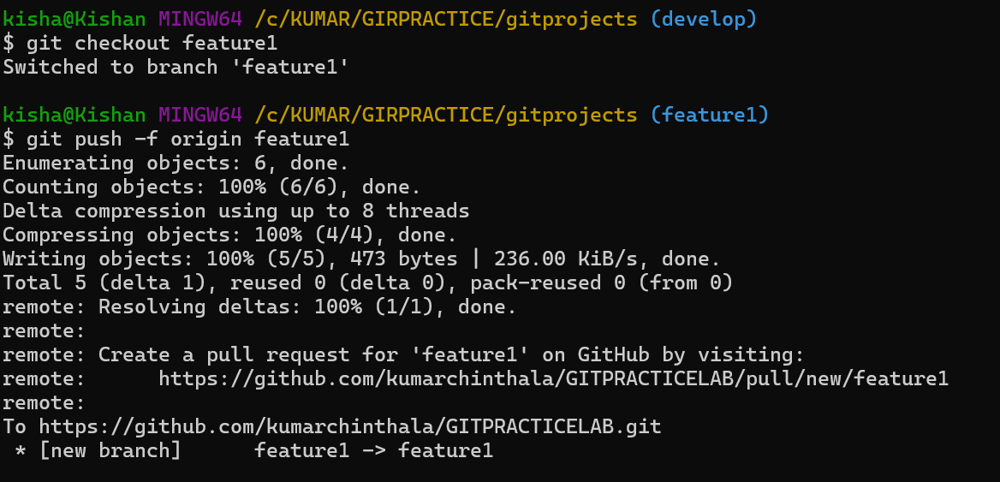 kisha@Kishan MINGW64 /c/KUMAR/GIRPRACTICE/gitprojects (develop)
$ git checkout feature1
Switched to branch 'feature1'

kisha@Kishan MINGW64 /c/KUMAR/GIRPRACTICE/gitprojects (feature1)
$ git push -f origin feature1
Enumerating objects: 6, done.
Counting objects: 100% (6/6), done.
Delta compression using up to 8 threads
Compressing objects: 100% (4/4), done.
Writing objects: 100% (5/5), 473 bytes | 236.00 KiB/s, done.
Total 5 (delta 1), reused 0 (delta 0), pack-reused 0 (from 0)
remote: Resolving deltas: 100% (1/1), done.
remote:
remote: Create a pull request for 'feature1' on GitHub by visiting:
remote:      https://github.com/kumarchinthala/GITPRACTICELAB/pull/new/feature1
remote:
To https://github.com/kumarchinthala/GITPRACTICELAB.git
 * [new branch]      feature1 -> feature1